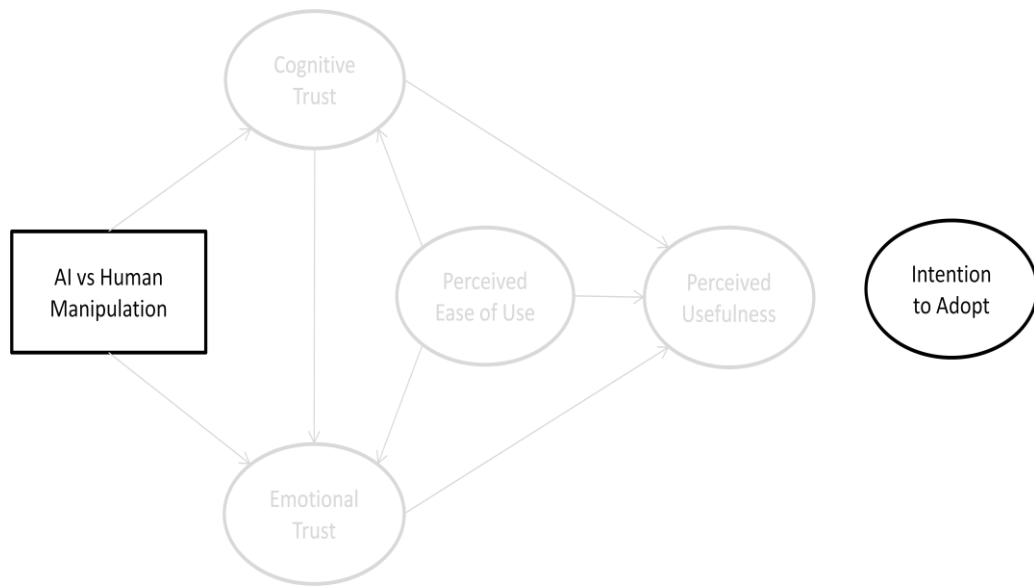 Cognitive
Trust
AI vs Human
Manipulation
Perceived
Ease of Use
Perceived
Usefulness
Intention
to Adopt
Emotional
Trust